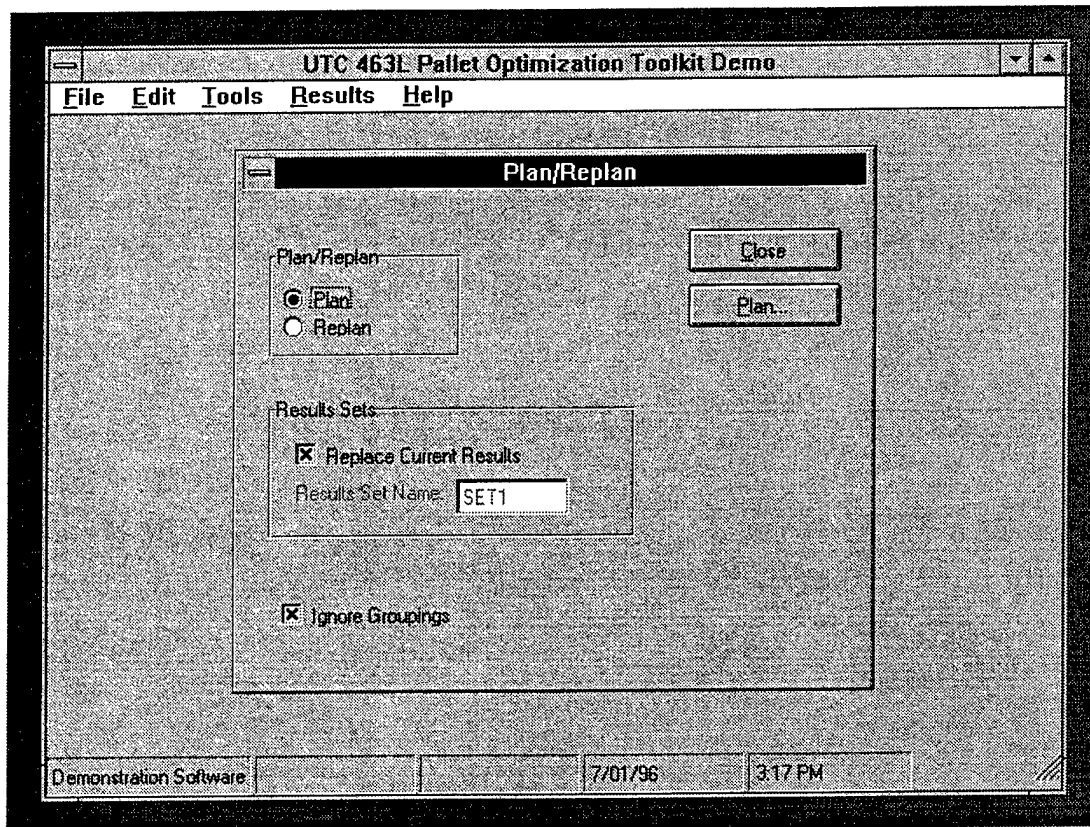 UTC 463L Pallet Optimization Toolkit Demo
File Edit Tools Results Help
Plan/Replan
Plan/Replan
Plan
Replan
Close
Plan...
Results Sets
Replace Current Results
Results Set Name: SET1
Ignore Groupings
Demonstration Software 7/01/96 3:17 PM